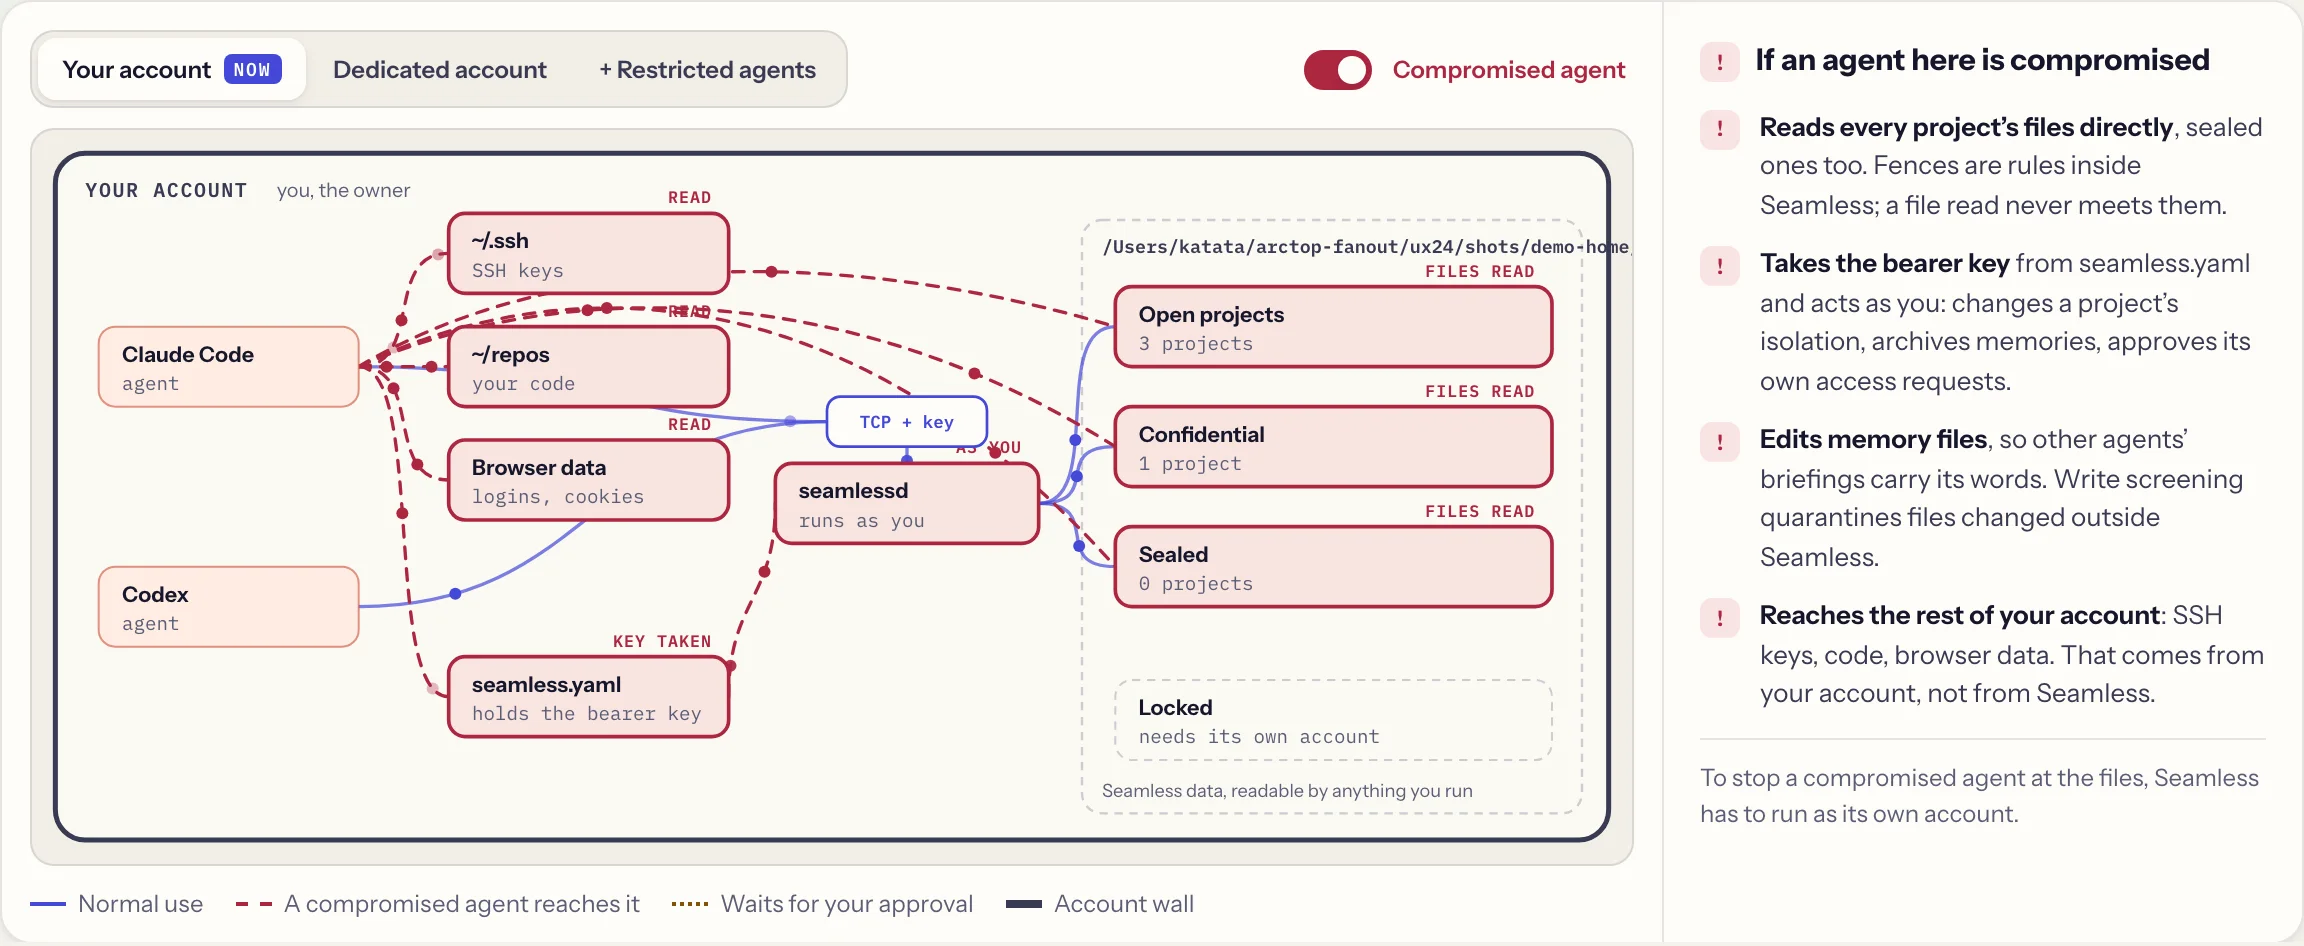 Your account NOW
Dedicated account
+ Restricted agents
Compromised agent
YOUR ACCOUNT you, the owner
READ
~/.ssh
SSH keys
READ
~/repos
your code
READ
Browser data
logins, cookies
KEY TAKEN
seamless.yaml
holds the bearer key
Claude Code
agent
Codex
agent
TCP + key
AS YOU
seamlessd
runs as you
/Users/katata/arctop-fanout/ux24/shots/demo-home
FILES READ
Open projects
3 projects
FILES READ
Confidential
1 project
FILES READ
Sealed
0 projects
Locked
needs its own account
Seamless data, readable by anything you run
Normal use
A compromised agent reaches it
Waits for your approval
Account wall
! If an agent here is compromised
! Reads every project’s files directly, sealed
ones too. Fences are rules inside
Seamless; a file read never meets them.
! Takes the bearer key from seamless.yaml
and acts as you: changes a project’s
isolation, archives memories, approves its
own access requests.
! Edits memory files, so other agents’
briefings carry its words. Write screening
quarantines files changed outside
Seamless.
! Reaches the rest of your account: SSH
keys, code, browser data. That comes from
your account, not from Seamless.
To stop a compromised agent at the files, Seamless
has to run as its own account.